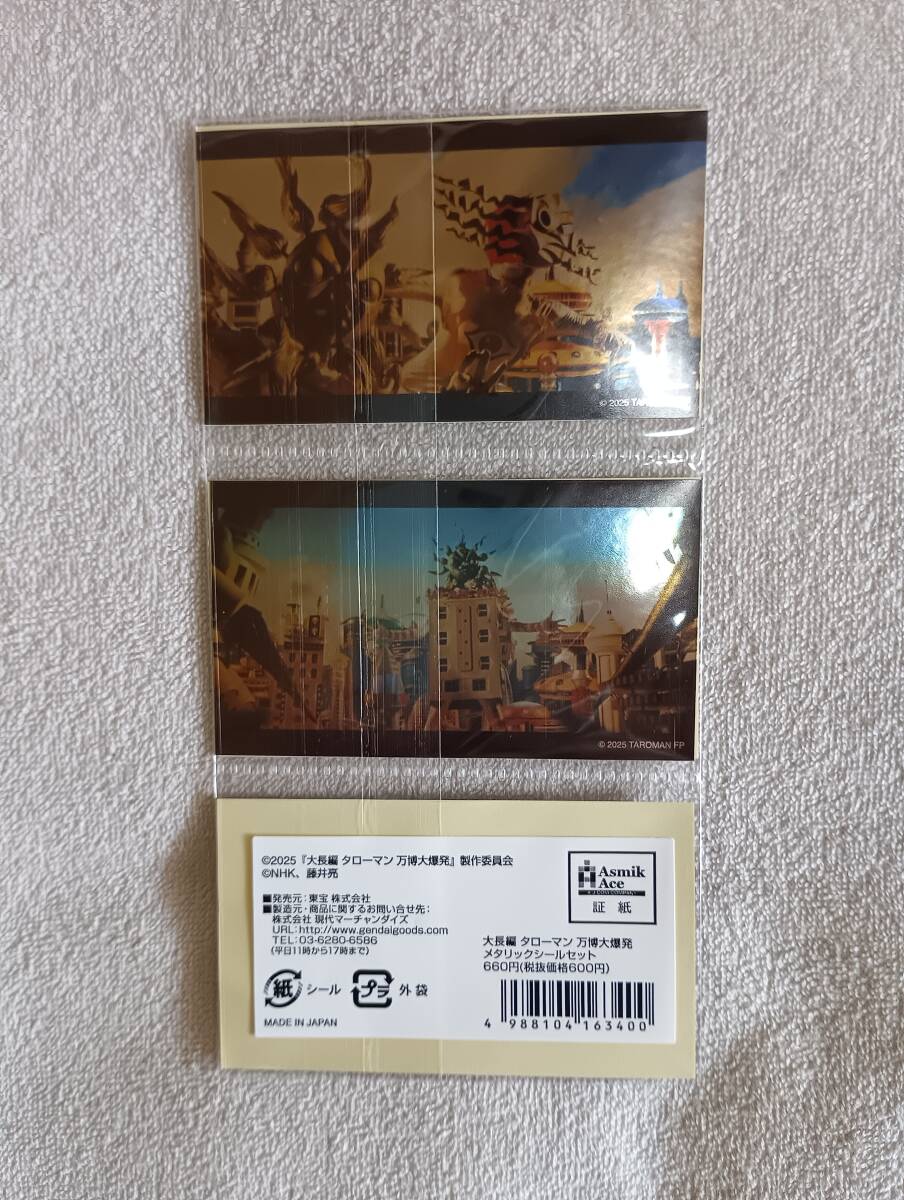 © 2025 TA
© 2025 TAROMAN FP
©2025『大長編 タローマン 万博大爆発』製作委員会
©NHK、藤井亮
■発売元：東宝 株式会社
■製造元・商品に関するお問い合せ先：
株式会社 現代マーチャンダイズ
URL:http://www.gendaigoods.com
TEL:03-6280-6586
(平日11時から17時まで)
紙 シール
プラ 外袋
MADE IN JAPAN
Asmik
Ace
A J:COM COMPANY
証 紙
大長編 タローマン 万博大爆発
メタリックシールセット
660円(税抜価格600円)
4 988104 163400